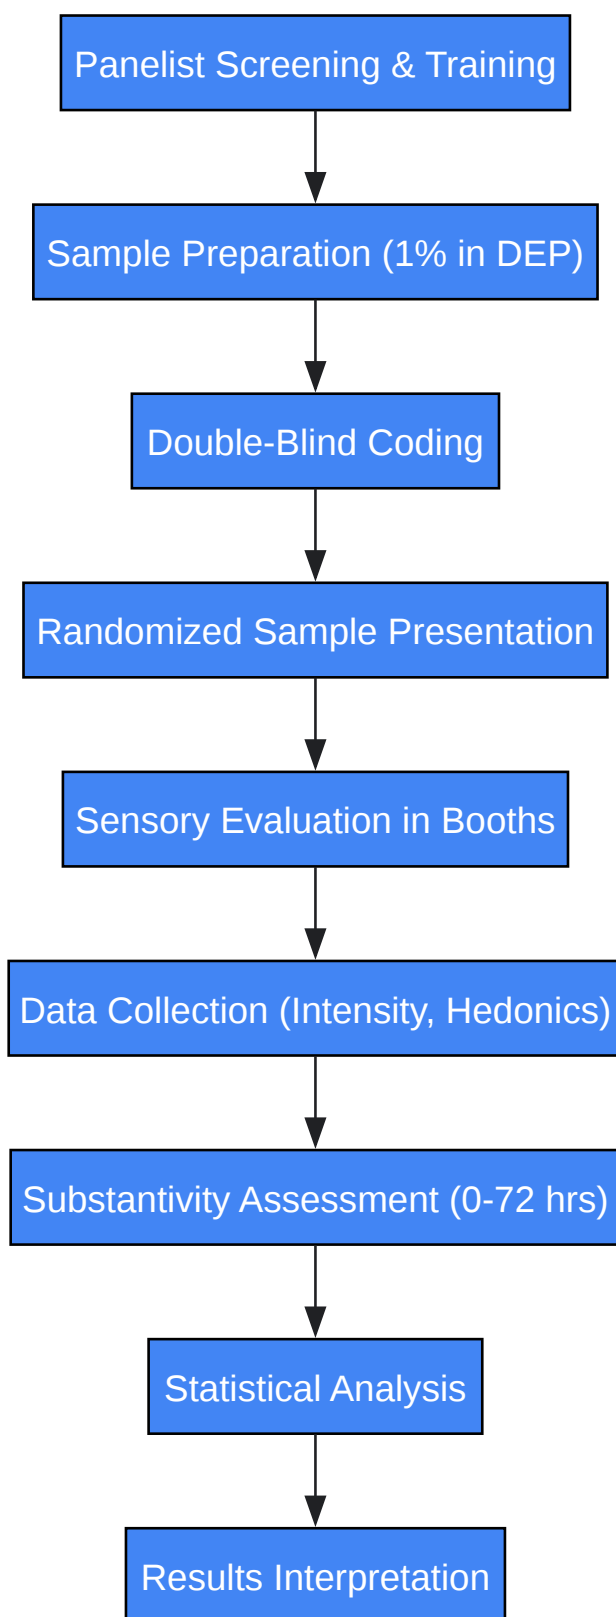 Panelist Screening & Training
Sample Preparation (1% in DEP)
Double-Blind Coding
Randomized Sample Presentation
Sensory Evaluation in Booths
Data Collection (Intensity, Hedonics)
Substantivity Assessment (0-72 hrs)
Statistical Analysis
Results Interpretation